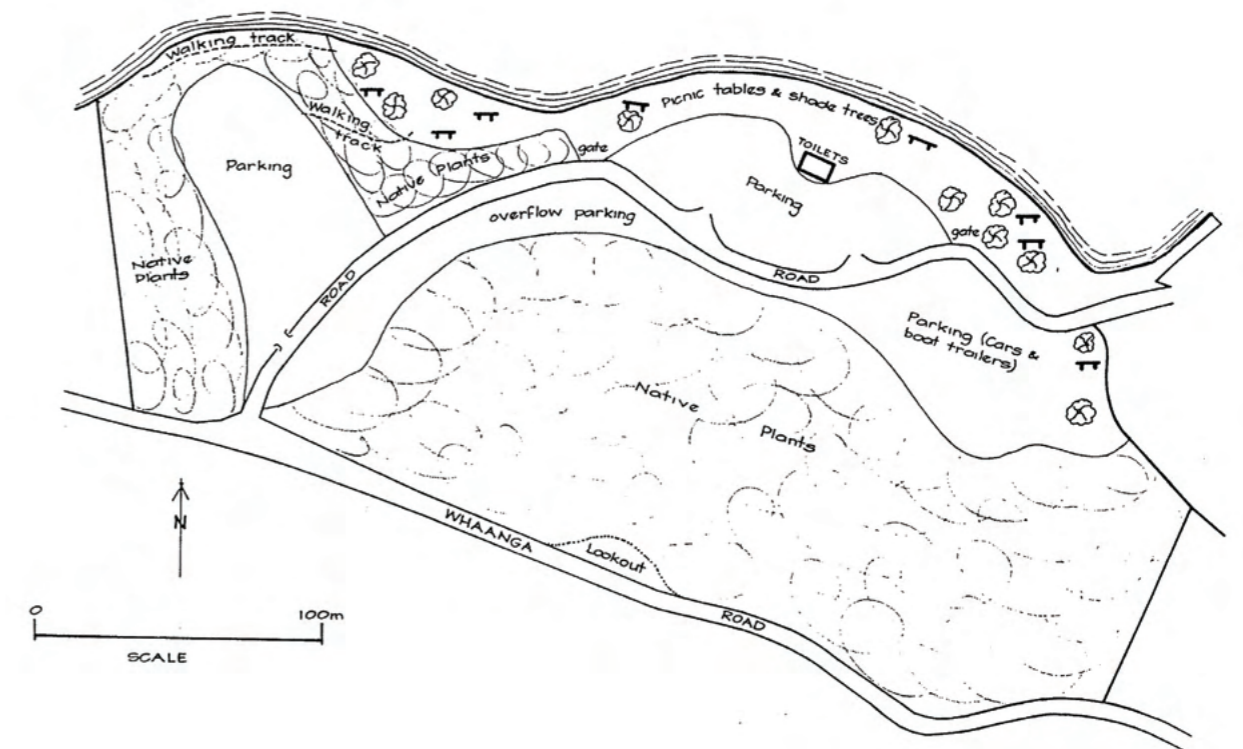 Walking track
Picnic tables & shade trees
Walking
track
gate
TOILETS
Parking
Native Plants
Parking
overflow parking
gate
Native
Plants
ROAD
ROAD
Parking (Cars &
boat trailers)
Native
Plants
N
WHAANGA
Lookout
ROAD
0
100m
SCALE